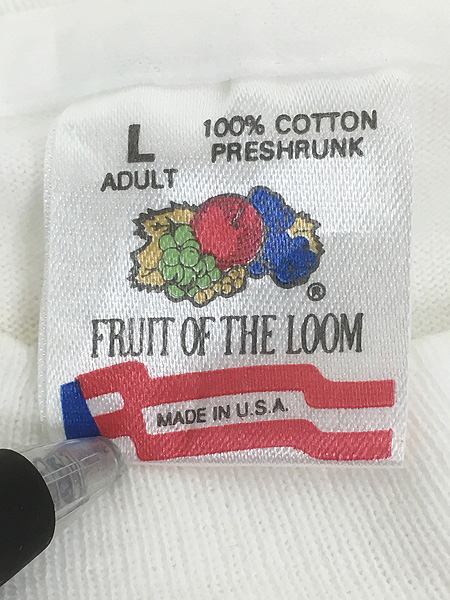 L
ADULT
100% COTTON
PRESHRUNK
®
FRUIT OF THE LOOM
MADE IN U.S.A.